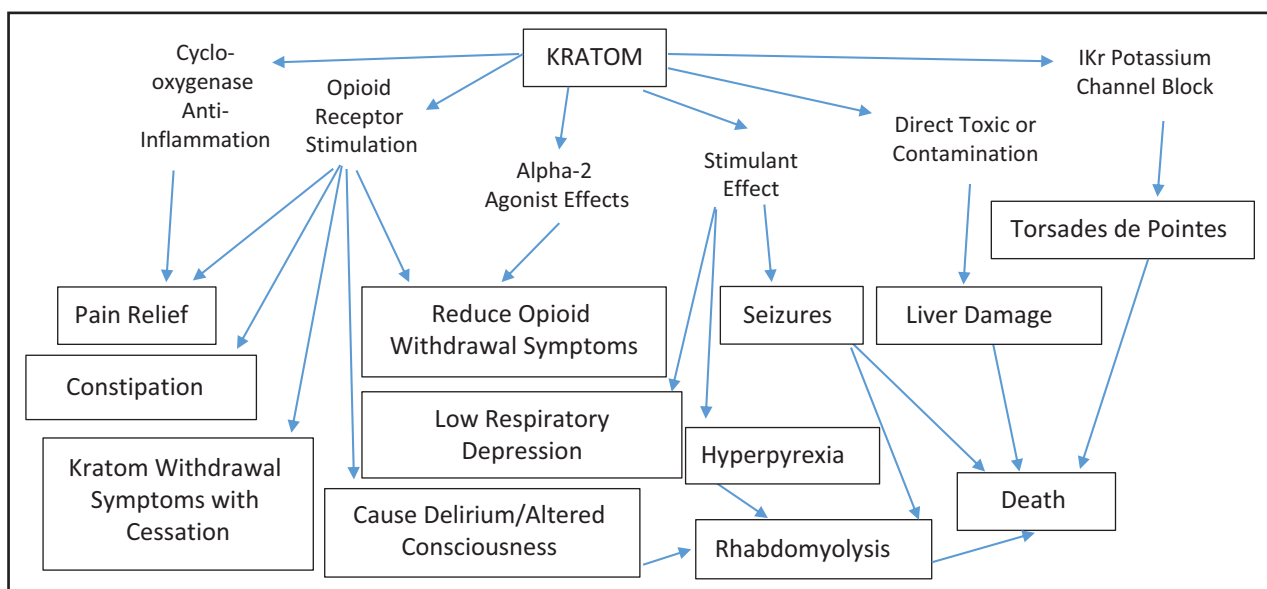 KRATOM
Cyclo-
oxygenase
Anti-
Inflammation
Opioid
Receptor
Stimulation
Alpha-2
Agonist Effects
Stimulant
Effect
Direct Toxic or
Contamination
IKr Potassium
Channel Block
Torsades de Pointes
Pain Relief
Reduce Opioid
Withdrawal Symptoms
Seizures
Liver Damage
Constipation
Low Respiratory
Depression
Hyperpyrexia
Kratom Withdrawal
Symptoms with
Cessation
Cause Delirium/Altered
Consciousness
Rhabdomyolysis
Death